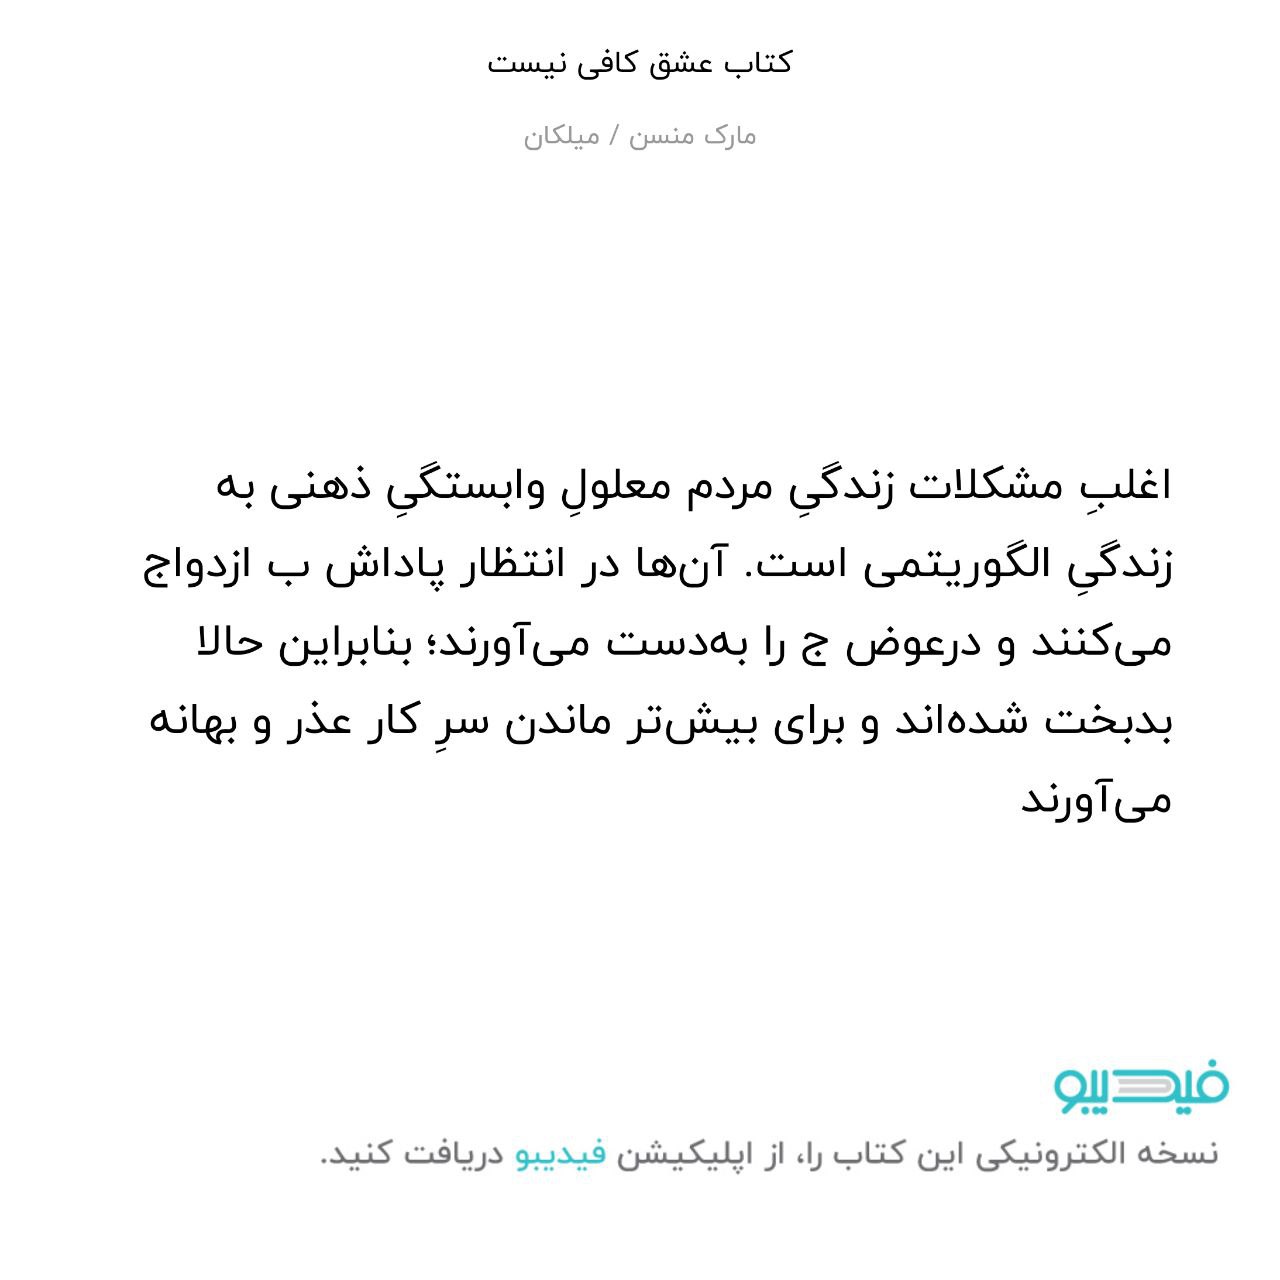 کتاب عشق کافی نیست
مارک منسن / میلکان
اغلبِ مشکلات زندگیِ مردم معلولِ وابستگیِ ذهنی به
زندگیِ الگوریتمی است. آن‌ها در انتظار پاداش ب ازدواج
می‌کنند و درعوض ج را به‌دست می‌آورند؛ بنابراین حالا
بدبخت شده‌اند و برای بیش‌تر ماندن سرِ کار عذر و بهانه
می‌آورند
فیدیبو
نسخه الکترونیکی این کتاب را، از اپلیکیشن فیدیبو دریافت کنید.